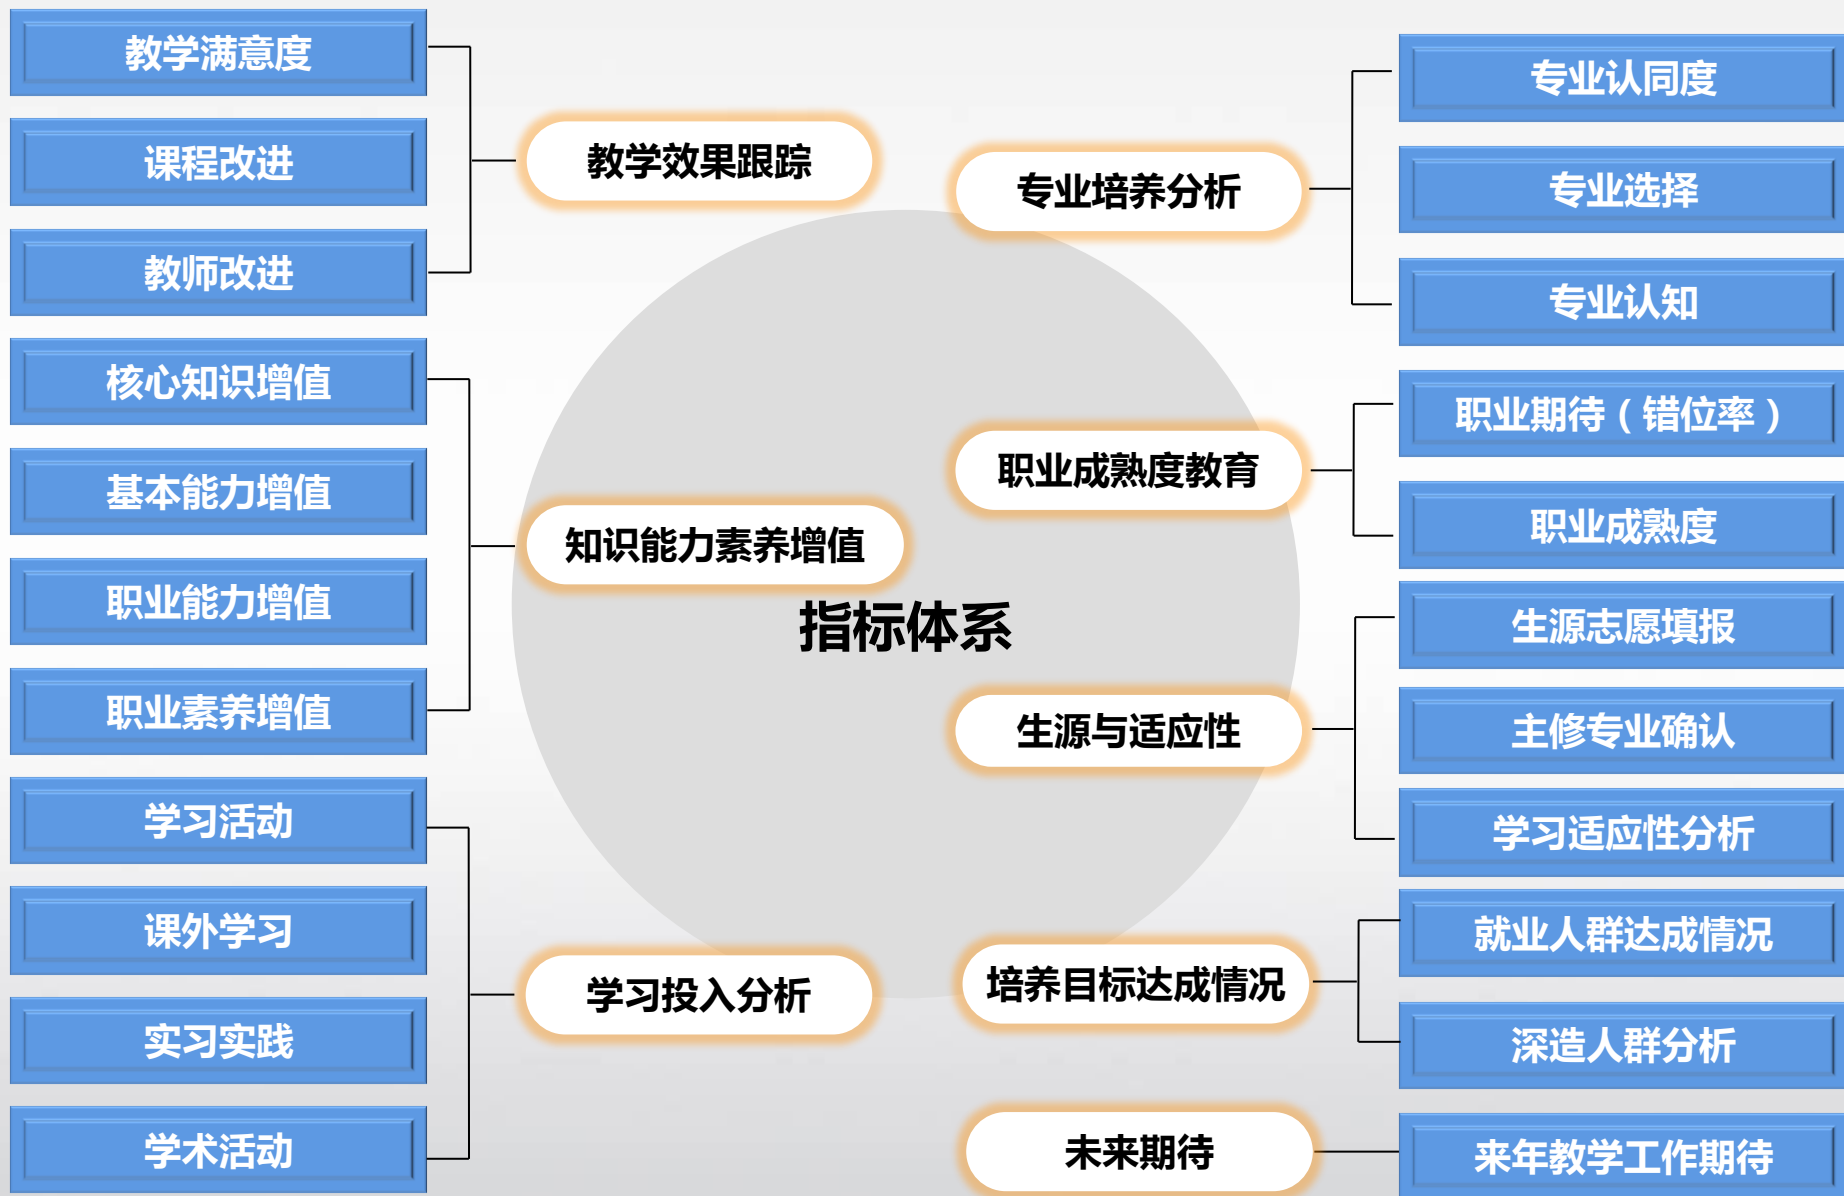 教学满意度
课程改进
教师改进
教学效果跟踪
核心知识增值
基本能力增值
职业能力增值
职业素养增值
知识能力素养增值
学习活动
课外学习
实习实践
学术活动
学习投入分析
指标体系
专业培养分析
专业认同度
专业选择
专业认知
职业成熟度教育
职业期待（错位率）
职业成熟度
生源与适应性
生源志愿填报
主修专业确认
学习适应性分析
培养目标达成情况
就业人群达成情况
深造人群分析
未来期待
来年教学工作期待